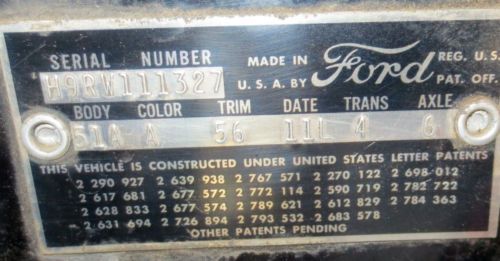 SERIAL NUMBER MADE IN Ford REG. U.S.
H9RV111327 U.S.A. BY PAT. OFF.
BODY COLOR TRIM DATE TRANS AXLE
51A A 56 11L 4 6
THIS VEHICLE IS CONSTRUCTED UNDER UNITED STATES LETTER PATENTS
2 290 927 2 639 938 2 767 571 2 270 122 2 698 012
2 617 681 2 677 572 2 772 114 2 590 719 2 782 722
2 628 833 2 677 574 2 789 621 2 612 829 2 784 363
2 631 694 2 726 894 2 793 532 2 683 578
OTHER PATENTS PENDING